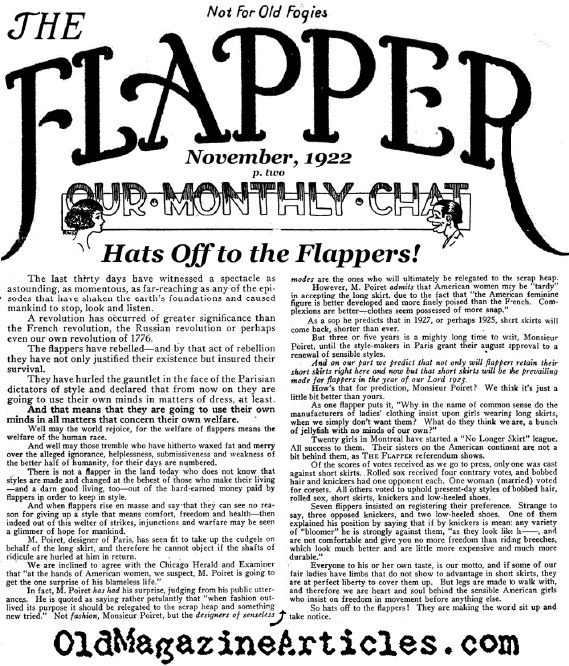 Not For Old Fogies
THE
FLAPPER
November, 1922
p. two
OUR·MONTHLY·CHAT
Hats Off to the Flappers!
The last thirty days have witnessed a spectacle as
astounding, as momentous, as far-reaching as any of the epi-
sodes that have shaken the earth's foundations and caused
mankind to stop, look and listen.
A revolution has occurred of greater significance than
the French revolution, the Russian revolution or perhaps
even our own revolution of 1776.
The flappers have rebelled—and by that act of rebellion
they have not only justified their existence but insured their
survival.
They have hurled the gauntlet in the face of the Parisian
dictators of style and declared that from now on they are
going to use their own minds in matters of dress, at least.
And that means that they are going to use their own
minds in all matters that concern their own welfare.
Well may the world rejoice, for the welfare of flappers means the
welfare of the human race.
And well may those tremble who have hitherto waxed fat and merry
over the alleged ignorance, helplessness, submissiveness and weakness of
the better half of humanity, for their days are numbered.
There is not a flapper in the land today who does not know that
styles are made and changed at the behest of those who make their living
—and a darn good living, too—out of the hard-earned money paid by
flappers in order to keep in style.
And when flappers rise en masse and say that they can see no rea-
son for giving up a style that means comfort, freedom and health—then
indeed out of this welter of strikes, injunctions and warfare may be seen
a glimmer of hope for mankind.
M. Poiret, designer of Paris, has seen fit to take up the cudgels on
behalf of the long skirt, and therefore he cannot object if the shafts of
ridicule are hurled at him in return.
We are inclined to agree with the Chicago Herald and Examiner
that "at the hands of American women, we suspect, M. Poiret is going to
get the one surprise of his blameless life."
In fact, M. Poiret has had his surprise, judging from his public utter-
ances. He is quoted as saying rather petulantly that "when fashion out-
lived its purpose it should be relegated to the scrap heap and something
new tried." Not fashion, Monsieur Poiret, but the designers of senseless
modes are the ones who will ultimately be relegated to the scrap heap.
However, M. Poiret admits that American women may be "tardy"
in accepting the long skirt, due to the fact that "the American feminine
figure is better developed and more finely poised than the French. Com-
plexions are better—clothes seem possessed of more snap."
As a sop he predicts that in 1927, or perhaps 1925, short skirts will
come back, shorter than ever.
But three or five years is a mighty long time to wait, Monsieur
Poiret, until the style-makers in Paris grant their august approval to a
renewal of sensible styles.
And on our part we predict that not only will flappers retain their
short skirts right here and now but that short skirts will be the prevailing
mode for flappers in the year of our Lord 1923.
How's that for prediction, Monsieur Poiret? We think it's just a
little bit better than yours.
As one flapper puts it, "Why in the name of common sense do the
manufacturers of ladies' clothing insist upon girls wearing long skirts,
when we simply don't want them? What do they think we are, a bunch
of jellyfish with no minds of our own?"
Twenty girls in Montreal have started a "No Longer Skirt" league.
All success to them. Their sisters on the American continent are not a
bit behind them, as THE FLAPPER referendum shows.
Of the scores of votes received as we go to press, only one was cast
against short skirts. Rolled sox received four contrary votes, and bobbed
hair and knickers had one opponent each. One woman (married) voted
for corsets. All others voted to uphold present-day styles of bobbed hair,
rolled sox, short skirts, knickers and low-heeled shoes.
Seven flappers insisted on registering their preference. Strange to
say, three opposed knickers, and two low-heeled shoes. One of them
explained his position by saying that if by knickers is mean: any variety
of "bloomer" he is strongly against them, "as they look like h——, and
are not comfortable and give you no more freedom than riding breeches,
which look much better and are little more expensive and much more
durable."
Everyone to his or her own taste, is our motto, and if some of our
fair ladies have limbs that do not show to advantage in short skirts, they
are at perfect liberty to cover them up. But legs are made to walk with,
and therefore we are heart and soul behind the sensible American girls
who insist on freedom in movement before anything else.
So hats off to the flappers! They are making the world sit up and
take notice.
OldMagazineArticles.com